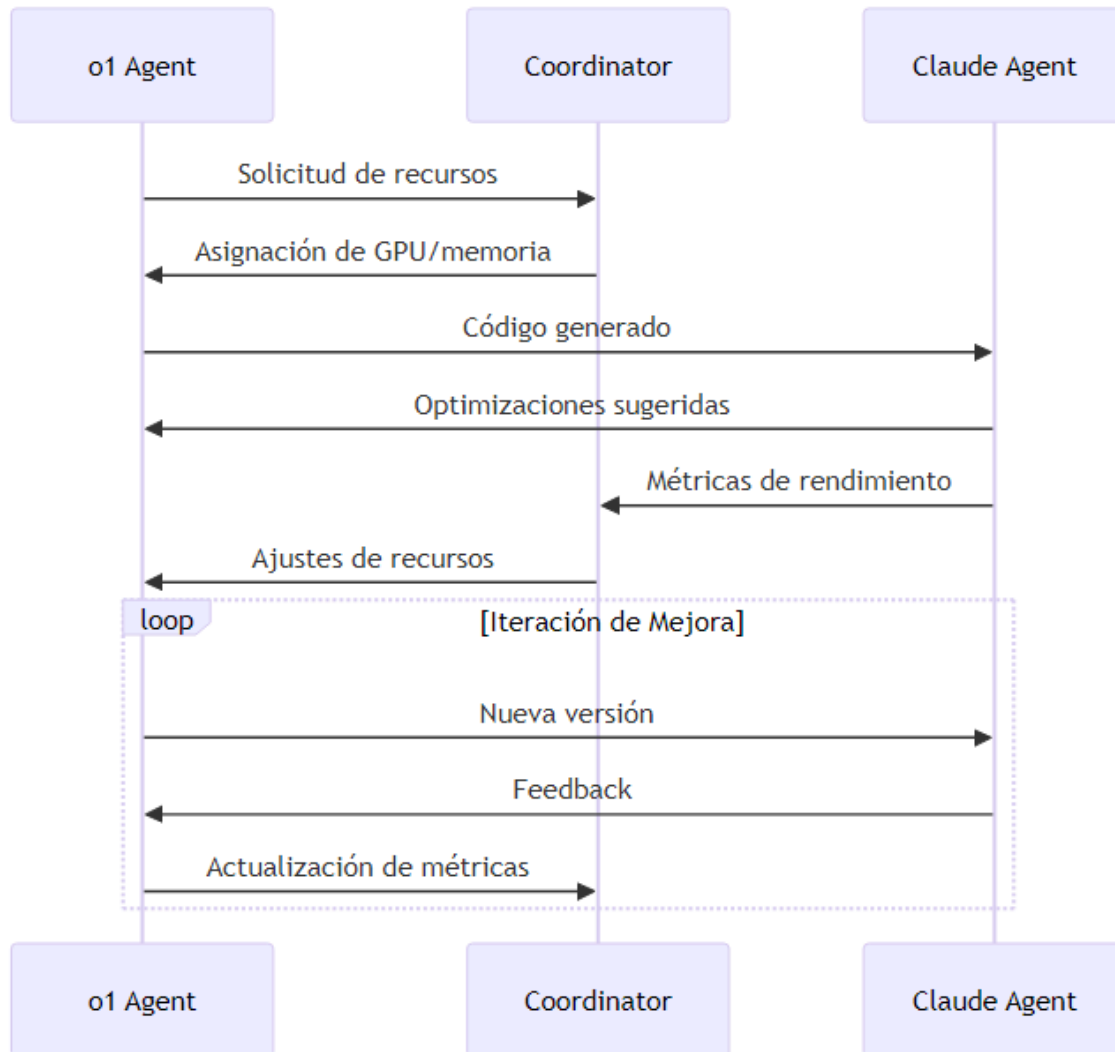 o1 Agent
Coordinator
Claude Agent
Solicitud de recursos
Asignación de GPU/memoria
Código generado
Optimizaciones sugeridas
Métricas de rendimiento
Ajustes de recursos
loop
[Iteración de Mejora]
Nueva versión
Feedback
Actualización de métricas
o1 Agent
Coordinator
Claude Agent